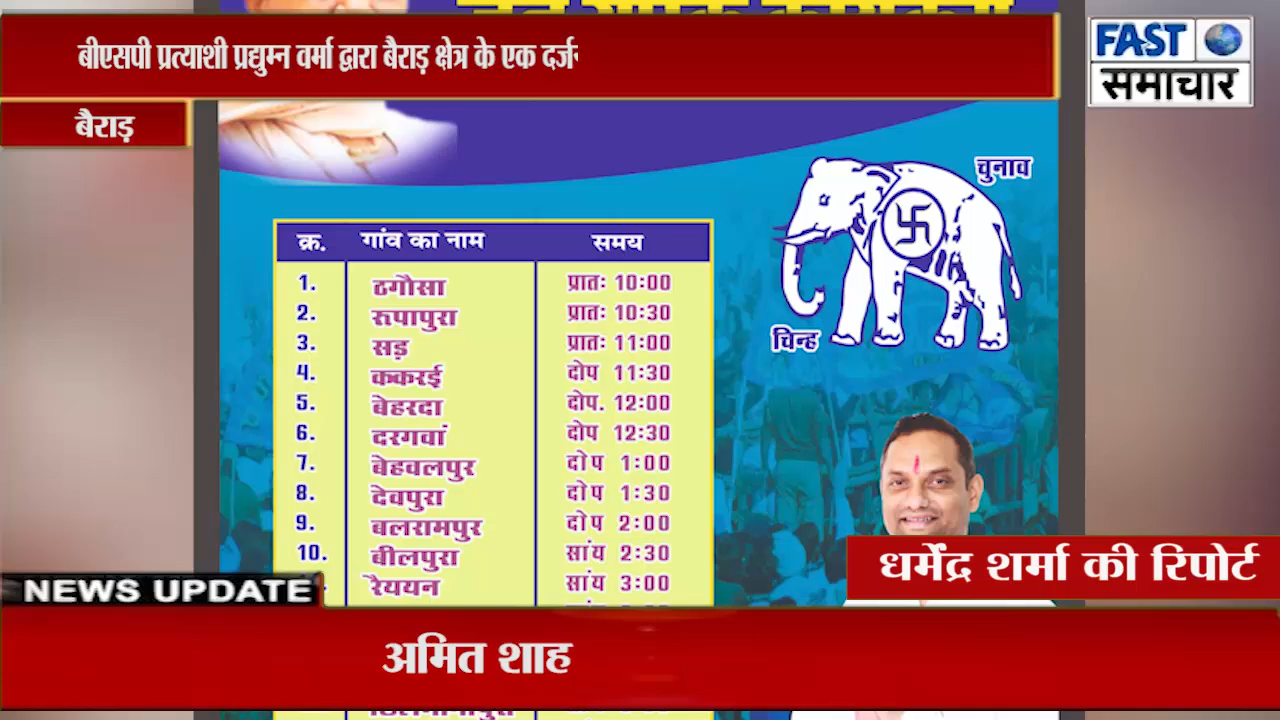 बीएसपी प्रत्याशी प्रद्युम्न वर्मा द्वारा बैराड़ क्षेत्र के एक
FAST
समाचार
बैराड़
चुनाव
चिन्ह
क्र. गांव का नाम समय
1. ठगौसा प्रातः 10:00
2. रूपापुरा प्रातः 10:30
3. सड़ प्रातः 11:00
4. ककरई दोप 11:30
5. बेहरदा दोप. 12:00
6. दरगवां दोप 12:30
7. बेहवलपुर दोप 1:00
8. देवपुरा दोप 1:30
9. बलरामपुर दोप 2:00
10. बीलपुरा सांय 2:30
रैययन सांय 3:00
धर्मेंद्र शर्मा की रिपोर्ट
NEWS UPDATE
अमित शाह